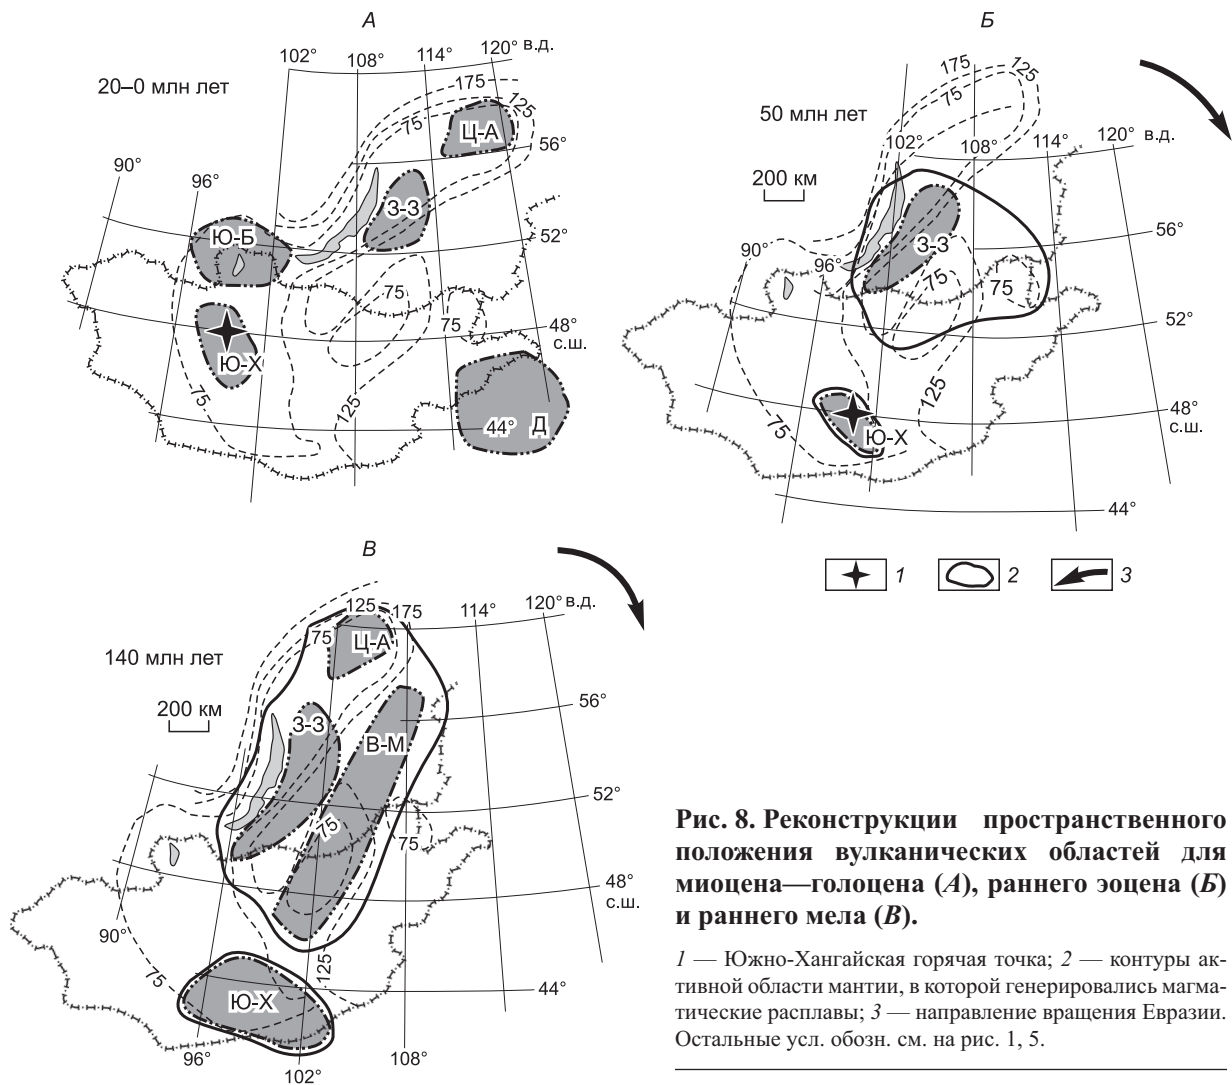 А
20–0 млн лет
102°
108°
114°
120° в.д.
175
125
75
Ц-А
56°
90°
96°
З-З
Ю-Б
52°
75
75
48°
с.ш.
Ю-Х
75
125
44°
Д
Б
50 млн лет
200 км
175
125
75
102°
108°
114°
120°
в.д.
56°
90°
96°
З-З
75
75
52°
125
48°
с.ш.
75
Ю-Х
44°
1
2
3
В
140 млн лет
200 км
125
175
114°
120° в.д.
75
Ц-А
56°
З-З
В-М
52°
75
75
48°
с.ш.
90°
75
125
44°
Ю-Х
96°
102°
108°
Рис. 8. Реконструкции пространственного
положения вулканических областей для
миоцена—голоцена (А), раннего эоцена (Б)
и раннего мела (В).
1 — Южно-Хангайская горячая точка; 2 — контуры ак-
тивной области мантии, в которой генерировались магма-
тические расплавы; 3 — направление вращения Евразии.
Остальные усл. обозн. см. на рис. 1, 5.